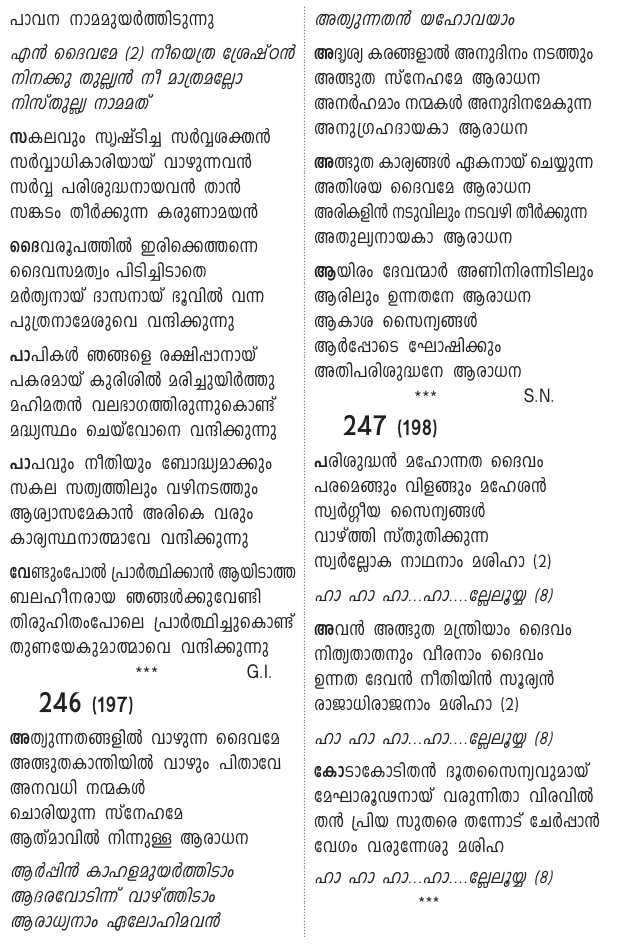 പാവന നാമമുയർത്തിടുന്നു
എൻ ദൈവമേ (2) നീയെത്ര ശ്രേഷ്ഠൻ
നിനക്കു തുല്ല്യൻ നീ മാത്രമല്ലോ
നിസ്തുല്ല്യ നാമമത്
സകലവും സൃഷ്ടിച്ച സർവ്വശക്തൻ
സർവ്വാധികാരിയായ് വാഴുന്നവൻ
സർവ്വ പരിശുദ്ധനായവൻ താൻ
സങ്കടം തീർക്കുന്ന കരുണാമയൻ
ദൈവരൂപത്തിൽ ഇരിക്കെത്തന്നെ
ദൈവസമത്വം പിടിച്ചിടാതെ
മർത്യനായ് ദാസനായ് ഭൂവിൽ വന്ന
പുത്രനാമേശുവെ വന്ദിക്കുന്നു
പാപികൾ ഞങ്ങളെ രക്ഷിപ്പാനായ്
പകരമായ് കുരിശിൽ മരിച്ചുയിർത്തു
മഹിമതൻ വലഭാഗത്തിരുന്നുകൊണ്ട്
മദ്ധ്യസ്ഥം ചെയ്‌വോനെ വന്ദിക്കുന്നു
പാപവും നീതിയും ബോദ്ധ്യമാക്കും
സകല സത്യത്തിലും വഴിനടത്തും
ആശ്വാസമേകാൻ അരികെ വരും
കാര്യസ്ഥനാത്മാവേ വന്ദിക്കുന്നു
വേണ്ടുംപോൽ പ്രാർത്ഥിക്കാൻ ആയിടാത്ത
ബലഹീനരായ ഞങ്ങൾക്കുവേണ്ടി
തിരുഹിതംപോലെ പ്രാർത്ഥിച്ചുകൊണ്ട്
തുണയേകുമാത്മാവെ വന്ദിക്കുന്നു
*** G.I.
246 (197)
അത്യുന്നതങ്ങളിൽ വാഴുന്ന ദൈവമേ
അത്ഭുതകാന്തിയിൽ വാഴും പിതാവേ
അനവധി നന്മകൾ
ചൊരിയുന്ന സ്നേഹമേ
ആത്മാവിൽ നിന്നുള്ള ആരാധന
ആർപ്പിൻ കാഹളമുയർത്തിടാം
ആദരവോടിന്ന് വാഴ്ത്തിടാം
ആരാധ്യനാം ഏലോഹിമവൻ
അത്യുന്നതൻ യഹോവയാം
അദൃശ്യ കരങ്ങളാൽ അനുദിനം നടത്തും
അത്ഭുത സ്നേഹമേ ആരാധന
അനർഹമാം നന്മകൾ അനുദിനമേകുന്ന
അനുഗ്രഹദായകാ ആരാധന
അത്ഭുത കാര്യങ്ങൾ ഏകനായ് ചെയ്യുന്ന
അതിശയ ദൈവമേ ആരാധന
അരികളിൻ നടുവിലും നടവഴി തീർക്കുന്ന
അതുല്യനായകാ ആരാധന
ആയിരം ദേവന്മാർ അണിനിരന്നിടിലും
ആരിലും ഉന്നതനേ ആരാധന
ആകാശ സൈന്യങ്ങൾ
ആർപ്പോടെ ഘോഷിക്കും
അതിപരിശുദ്ധനേ ആരാധന
*** S.N.
247 (198)
പരിശുദ്ധൻ മഹോന്നത ദൈവം
പരമെങ്ങും വിളങ്ങും മഹേശൻ
സ്വർഗ്ഗീയ സൈന്യങ്ങൾ
വാഴ്ത്തി സ്തുതിക്കുന്ന
സ്വർല്ലോക നാഥനാം മശിഹാ (2)
ഹാ ഹാ ഹാ...ഹാ....ല്ലേലൂയ്യ (8)
അവൻ അത്ഭുത മന്ത്രിയാം ദൈവം
നിത്യതാതനും വീരനാം ദൈവം
ഉന്നത ദേവൻ നീതിയിൻ സൂര്യൻ
രാജാധിരാജനാം മശിഹാ (2)
ഹാ ഹാ ഹാ...ഹാ....ല്ലേലൂയ്യ (8)
കോടാകോടിതൻ ദൂതസൈന്യവുമായ്
മേഘാരൂഢനായ് വരുന്നിതാ വിരവിൽ
തൻ പ്രിയ സുതരെ തന്നോട് ചേർപ്പാൻ
വേഗം വരുന്നേശു മശിഹ
ഹാ ഹാ ഹാ...ഹാ....ല്ലേലൂയ്യ (8)
***